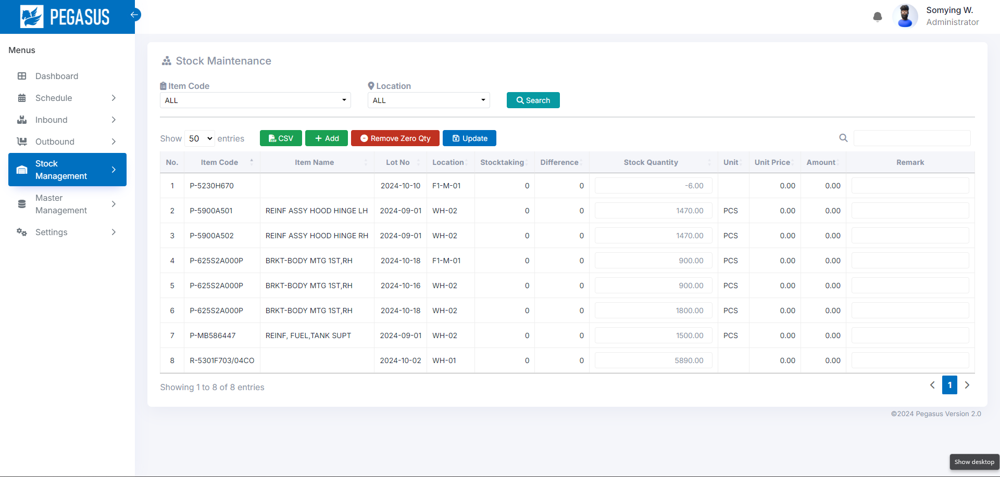 PEGASUS
Somying W.
Administrator
Menus
Dashboard
Schedule
Inbound
Outbound
Stock
Management
Master
Management
Settings
Stock Maintenance
Item Code
Location
ALL
ALL
Search
Show 50 entries
CSV
Add
Remove Zero Qty
Update
No. Item Code Item Name Lot No Location Stocktaking Difference Stock Quantity Unit Unit Price Amount Remark
1 P-5230H670 2024-10-10 F1-M-01 0 0 -6.00 0.00 0.00
2 P-5900A501 REINF ASSY HOOD HINGE LH 2024-09-01 WH-02 0 0 1470.00 PCS 0.00 0.00
3 P-5900A502 REINF ASSY HOOD HINGE RH 2024-09-01 WH-02 0 0 1470.00 PCS 0.00 0.00
4 P-625S2A000P BRKT-BODY MTG 1ST,RH 2024-10-18 F1-M-01 0 0 900.00 PCS 0.00 0.00
5 P-625S2A000P BRKT-BODY MTG 1ST,RH 2024-10-16 WH-02 0 0 900.00 PCS 0.00 0.00
6 P-625S2A000P BRKT-BODY MTG 1ST,RH 2024-10-18 WH-02 0 0 1800.00 PCS 0.00 0.00
7 P-MB586447 REINF, FUEL,TANK SUPT 2024-09-01 WH-02 0 0 1500.00 PCS 0.00 0.00
8 R-5301F703/04CO 2024-10-02 WH-01 0 0 5890.00 0.00 0.00
Showing 1 to 8 of 8 entries
1
©2024 Pegasus Version 2.0
Show desktop